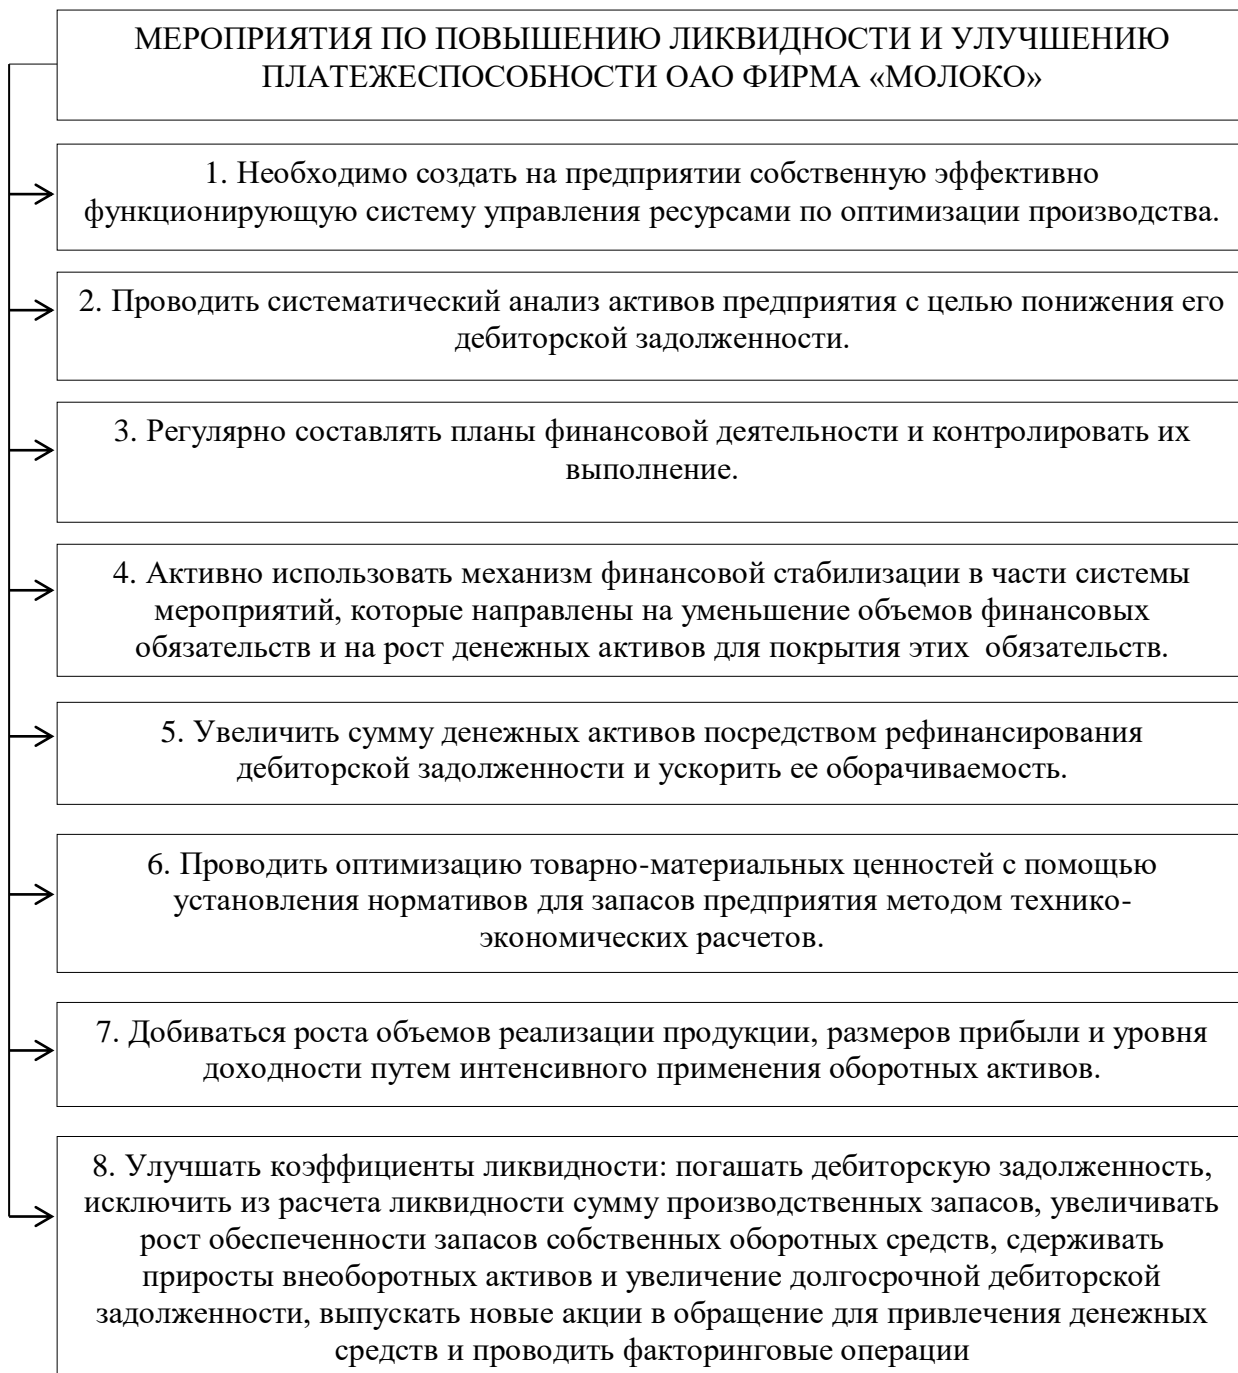 МЕРОПРИЯТИЯ ПО ПОВЫШЕНИЮ ЛИКВИДНОСТИ И УЛУЧШЕНИЮ
ПЛАТЕЖЕСПОСОБНОСТИ ОАО ФИРМА «МОЛОКО»
1. Необходимо создать на предприятии собственную эффективно
функционирующую систему управления ресурсами по оптимизации производства.
2. Проводить систематический анализ активов предприятия с целью понижения его
дебиторской задолженности.
3. Регулярно составлять планы финансовой деятельности и контролировать их
выполнение.
4. Активно использовать механизм финансовой стабилизации в части системы
мероприятий, которые направлены на уменьшение объемов финансовых
обязательств и на рост денежных активов для покрытия этих обязательств.
5. Увеличить сумму денежных активов посредством рефинансирования
дебиторской задолженности и ускорить ее оборачиваемость.
6. Проводить оптимизацию товарно-материальных ценностей с помощью
установления нормативов для запасов предприятия методом технико-
экономических расчетов.
7. Добиваться роста объемов реализации продукции, размеров прибыли и уровня
доходности путем интенсивного применения оборотных активов.
8. Улучшать коэффициенты ликвидности: погашать дебиторскую задолженность,
исключить из расчета ликвидности сумму производственных запасов, увеличивать
рост обеспеченности запасов собственных оборотных средств, сдерживать
приросты внеоборотных активов и увеличение долгосрочной дебиторской
задолженности, выпускать новые акции в обращение для привлечения денежных
средств и проводить факторинговые операции